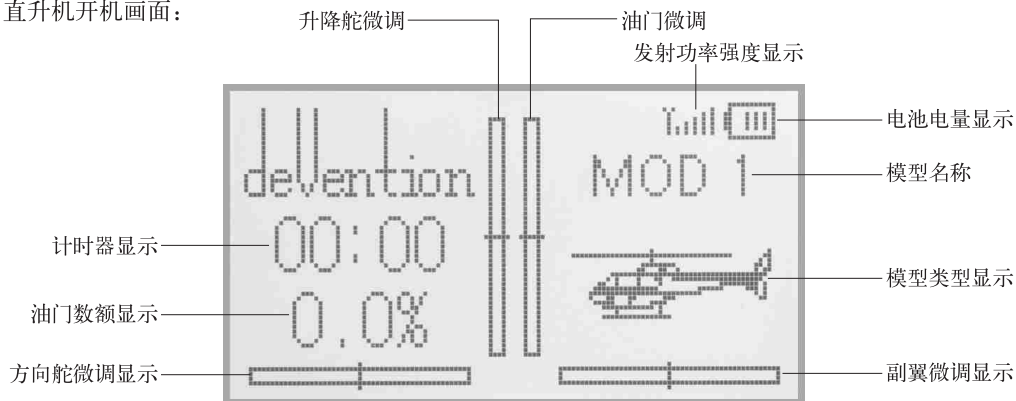 直升机开机画面：
升降舵微调
油门微调
发射功率强度显示
电池电量显示
devention
MOD 1
模型名称
计时器显示
00:00
模型类型显示
油门数额显示
0.0%
方向舵微调显示
副翼微调显示